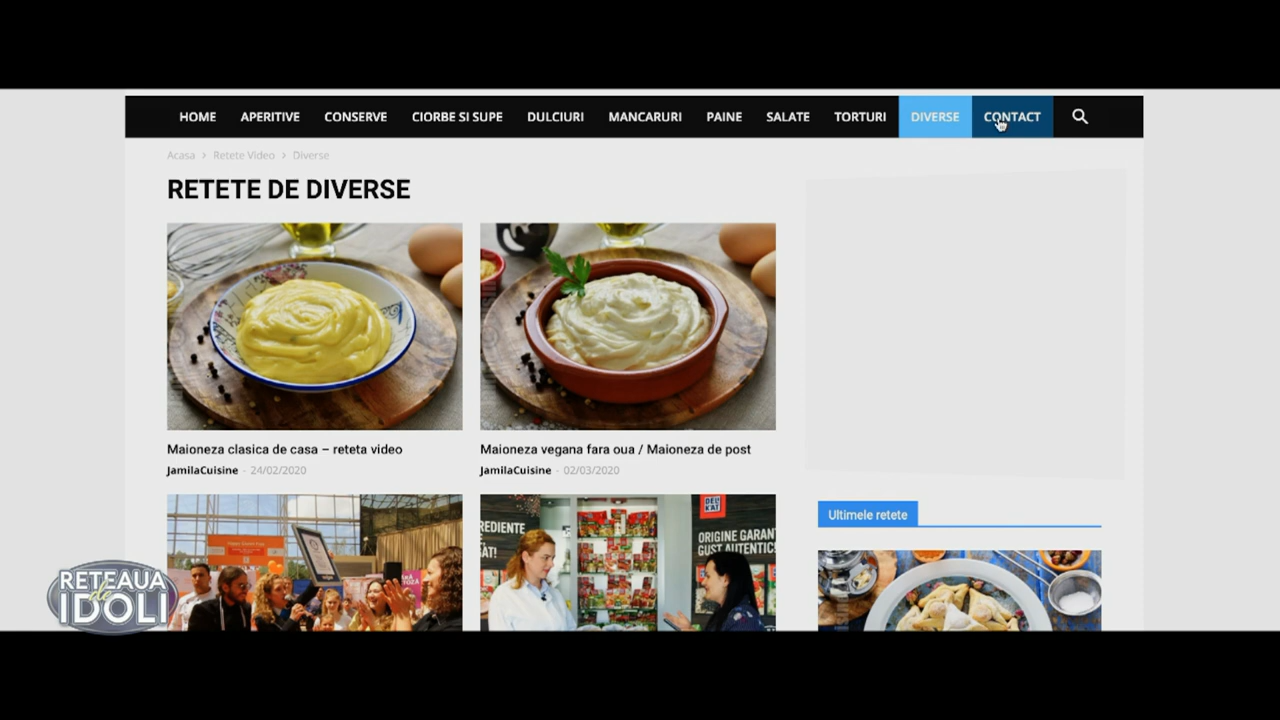 HOME APERITIVE CONSERVE CIORBE SI SUPE DULCIURI MANCARURI PAINE SALATE TORTURI DIVERSE CONTACT
Acasa › Retete Video › Diverse
RETETE DE DIVERSE
Maioneza clasica de casa – reteta video
JamilaCuisine - 24/02/2020
Maioneza vegana fara oua / Maioneza de post
JamilaCuisine - 02/03/2020
DELIKAT
ORIGINE GARANT
GUST AUTENTIC!
Ultimele retete
RETEAUA
de
IDOLI